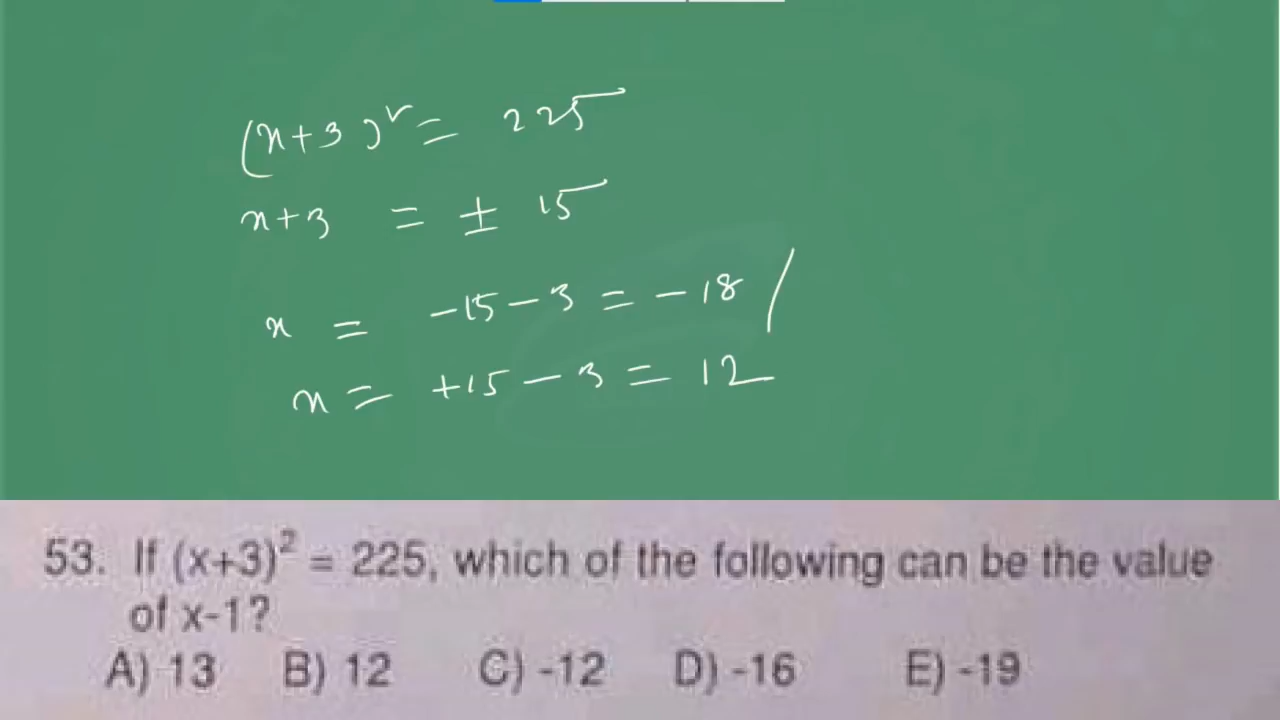 (x+3)² = 225
x+3 = ± 15
x = -15-3 = -18 /
x = +15-3 = 12
53. If (x+3)² = 225, which of the following can be the value
of x-1?
A) 13 B) 12 C) -12 D) -16 E) -19